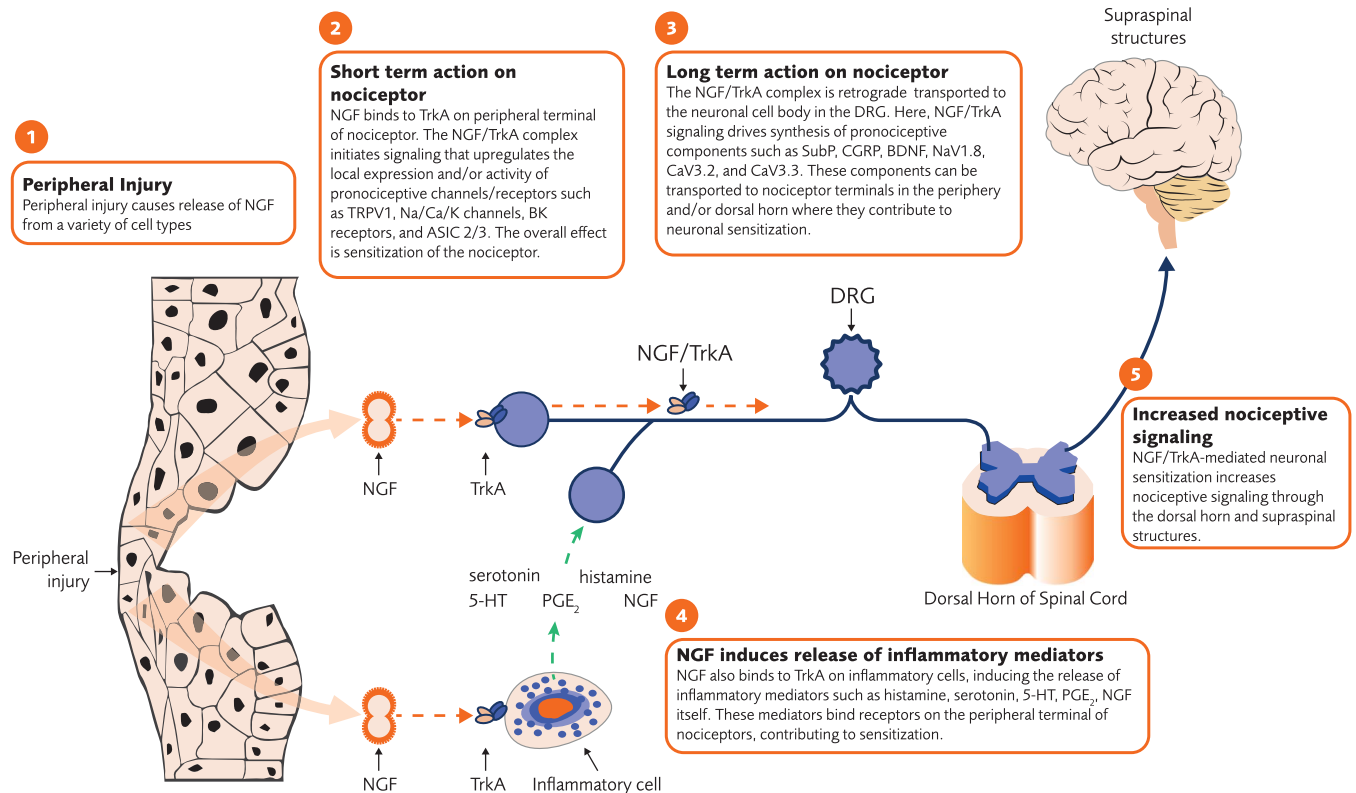 1
Peripheral Injury
Peripheral injury causes release of NGF
from a variety of cell types
2
Short term action on
nociceptor
NGF binds to TrkA on peripheral terminal
of nociceptor. The NGF/TrkA complex
initiates signaling that upregulates the
local expression and/or activity of
pronociceptive channels/receptors such
as TRPV1, Na/Ca/K channels, BK
receptors, and ASIC 2/3. The overall effect
is sensitization of the nociceptor.
3
Long term action on nociceptor
The NGF/TrkA complex is retrograde transported to
the neuronal cell body in the DRG. Here, NGF/TrkA
signaling drives synthesis of pronociceptive
components such as SubP, CGRP, BDNF, NaV1.8,
CaV3.2, and CaV3.3. These components can be
transported to nociceptor terminals in the periphery
and/or dorsal horn where they contribute to
neuronal sensitization.
Supraspinal
structures
DRG
NGF/TrkA
NGF
TrkA
5
Increased nociceptive
signaling
NGF/TrkA-mediated neuronal
sensitization increases
nociceptive signaling through
the dorsal horn and supraspinal
structures.
Peripheral
injury
serotonin histamine
5-HT PGE2 NGF
Dorsal Horn of Spinal Cord
4
NGF induces release of inflammatory mediators
NGF also binds to TrkA on inflammatory cells, inducing the release of
inflammatory mediators such as histamine, serotonin, 5-HT, PGE2, NGF
itself. These mediators bind receptors on the peripheral terminal of
nociceptors, contributing to sensitization.
NGF
TrkA
Inflammatory cell